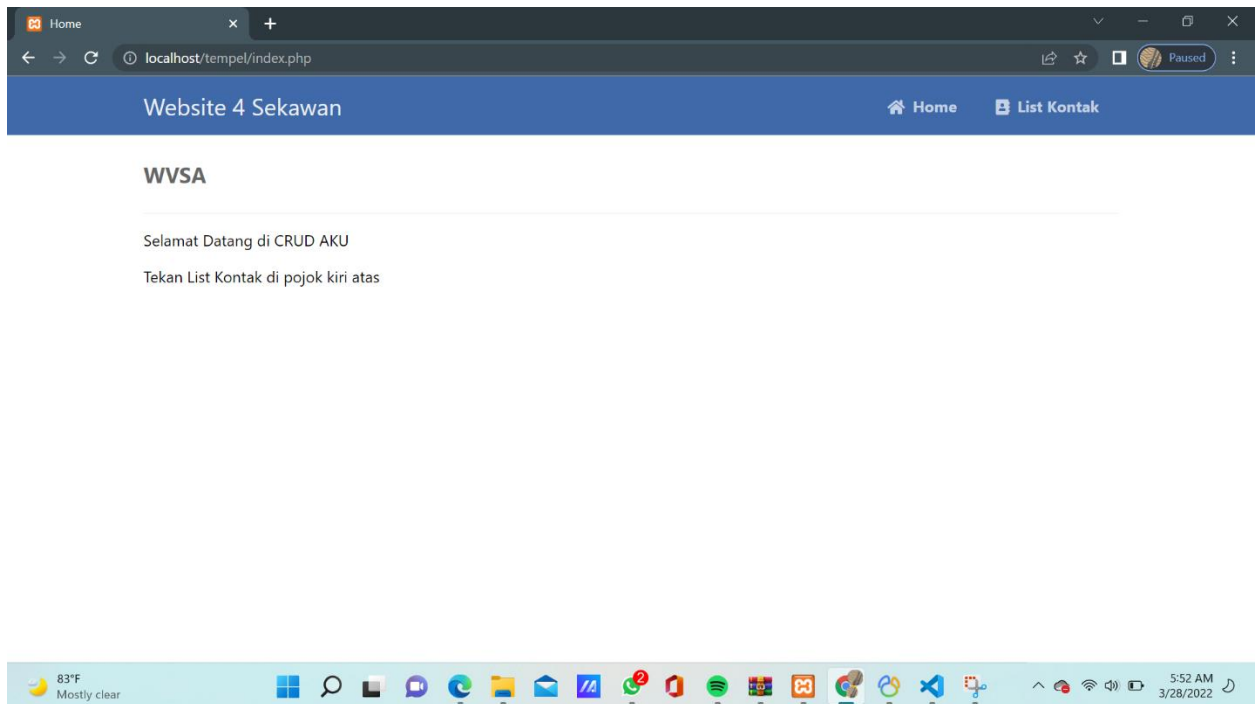 Home
localhost/tempel/index.php
Paused
Website 4 Sekawan
Home
List Kontak
WVSA
Selamat Datang di CRUD AKU
Tekan List Kontak di pojok kiri atas
83°F
Mostly clear
2
5:52 AM
3/28/2022